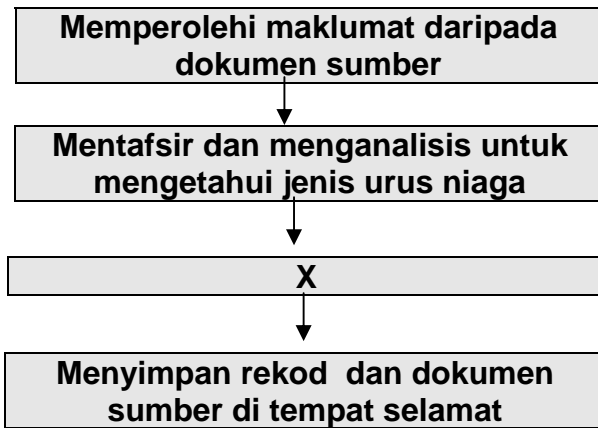 Memperolehi maklumat daripada
dokumen sumber
Mentafsir dan menganalisis untuk
mengetahui jenis urus niaga
X
Menyimpan rekod dan dokumen
sumber di tempat selamat